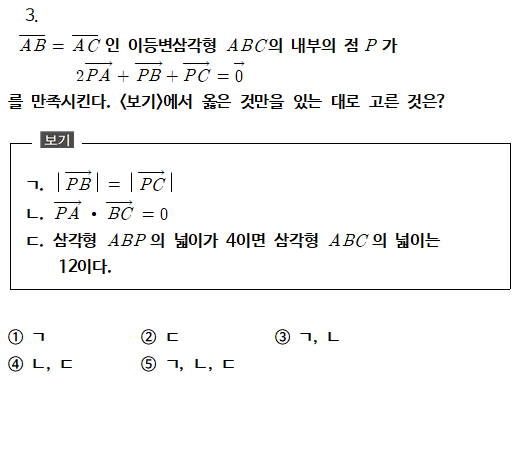 3.
$\overline{AB} = \overline{AC}$ 인 이등변삼각형 $ABC$의 내부의 점 $P$가
$2\overrightarrow{PA} + \overrightarrow{PB} + \overrightarrow{PC} = \overrightarrow{0}$
를 만족시킨다. <보기>에서 옳은 것만을 있는 대로 고른 것은?
보기
ㄱ. $|\overrightarrow{PB}| = |\overrightarrow{PC}|$
ㄴ. $\overrightarrow{PA} \bullet \overrightarrow{BC} = 0$
ㄷ. 삼각형 $ABP$의 넓이가 4이면 삼각형 $ABC$의 넓이는
12이다.
① ㄱ ② ㄷ ③ ㄱ, ㄴ
④ ㄴ, ㄷ ⑤ ㄱ, ㄴ, ㄷ